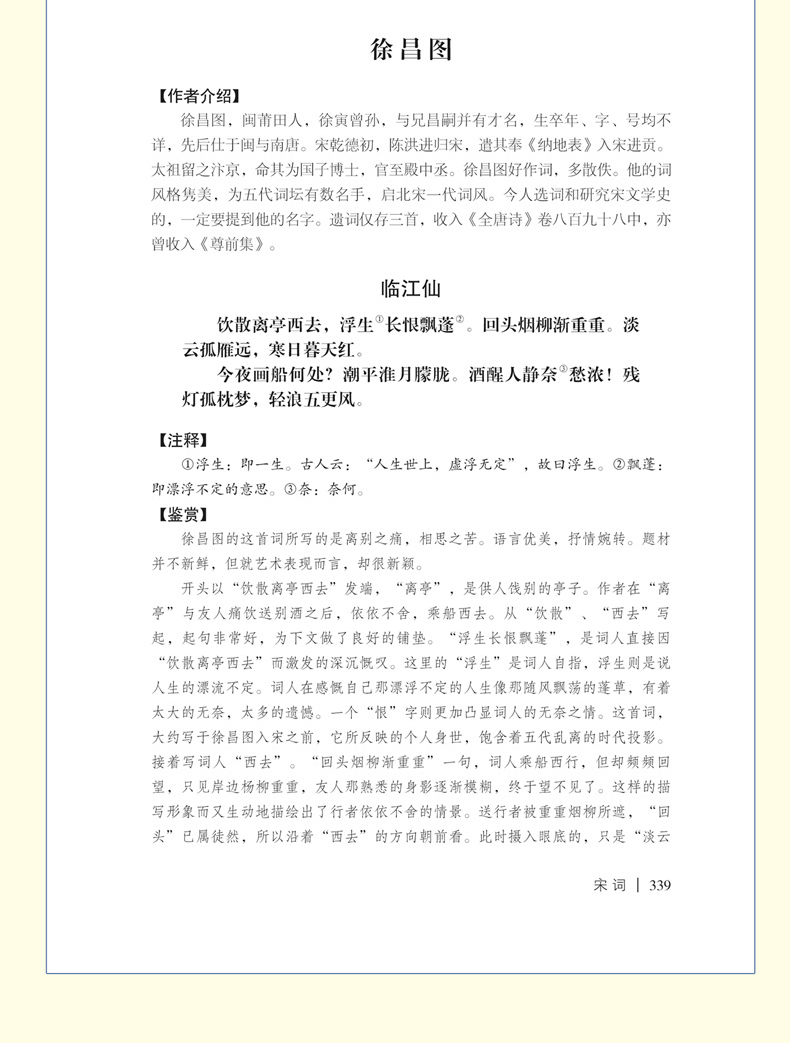 徐昌图
【作者介绍】
徐昌图，闽莆田人，徐寅曾孙，与兄昌嗣并有才名，生卒年、字、号均不
详，先后仕于闽与南唐。宋乾德初，陈洪进归宋，遣其奉《纳地表》入宋进贡。
太祖留之汴京，命其为国子博士，官至殿中丞。徐昌图好作词，多散佚。他的词
风格隽美，为五代词坛有数名手，启北宋一代词风。今人选词和研究宋文学史
的，一定要提到他的名字。遗词仅存三首，收入《全唐诗》卷八百九十八中，亦
曾收入《尊前集》。
临江仙
饮散离亭西去，浮生①长恨飘蓬②。回头烟柳渐重重。淡
云孤雁远，寒日暮天红。
今夜画船何处？潮平淮月朦胧。酒醒人静奈③愁浓！残
灯孤枕梦，轻浪五更风。
【注释】
①浮生：即一生。古人云：“人生世上，虚浮无定”，故曰浮生。②飘蓬：
即漂浮不定的意思。③奈：奈何。
【鉴赏】
徐昌图的这首词所写的是离别之痛，相思之苦。语言优美，抒情婉转。题材
并不新鲜，但就艺术表现而言，却很新颖。
开头以“饮散离亭西去”发端，“离亭”，是供人饯别的亭子。作者在“离
亭”与友人痛饮送别酒之后，依依不舍，乘船西去。从“饮散”、“西去”写
起，起句非常好，为下文做了良好的铺垫。“浮生长恨飘蓬”，是词人直接因
“饮散离亭西去”而激发的深沉慨叹。这里的“浮生”是词人自指，浮生则是说
人生的漂流不定。词人在感慨自己那漂浮不定的人生像那随风飘荡的蓬草，有着
太大的无奈，太多的遗憾。一个“恨”字则更加凸显词人的无奈之情。这首词，
大约写于徐昌图入宋之前，它所反映的个人身世，饱含着五代乱离的时代投影。
接着写词人“西去”。“回头烟柳渐重重”一句，词人乘船西行，但却频频回
望，只见岸边杨柳重重，友人那熟悉的身影逐渐模糊，终于望不见了。这样的描
写形象而又生动地描绘出了行者依依不舍的情景。送行者被重重烟柳所遮，“回
头”已属徒然，所以沿着“西去”的方向朝前看。此时摄入眼底的，只是“淡云
宋词 | 339